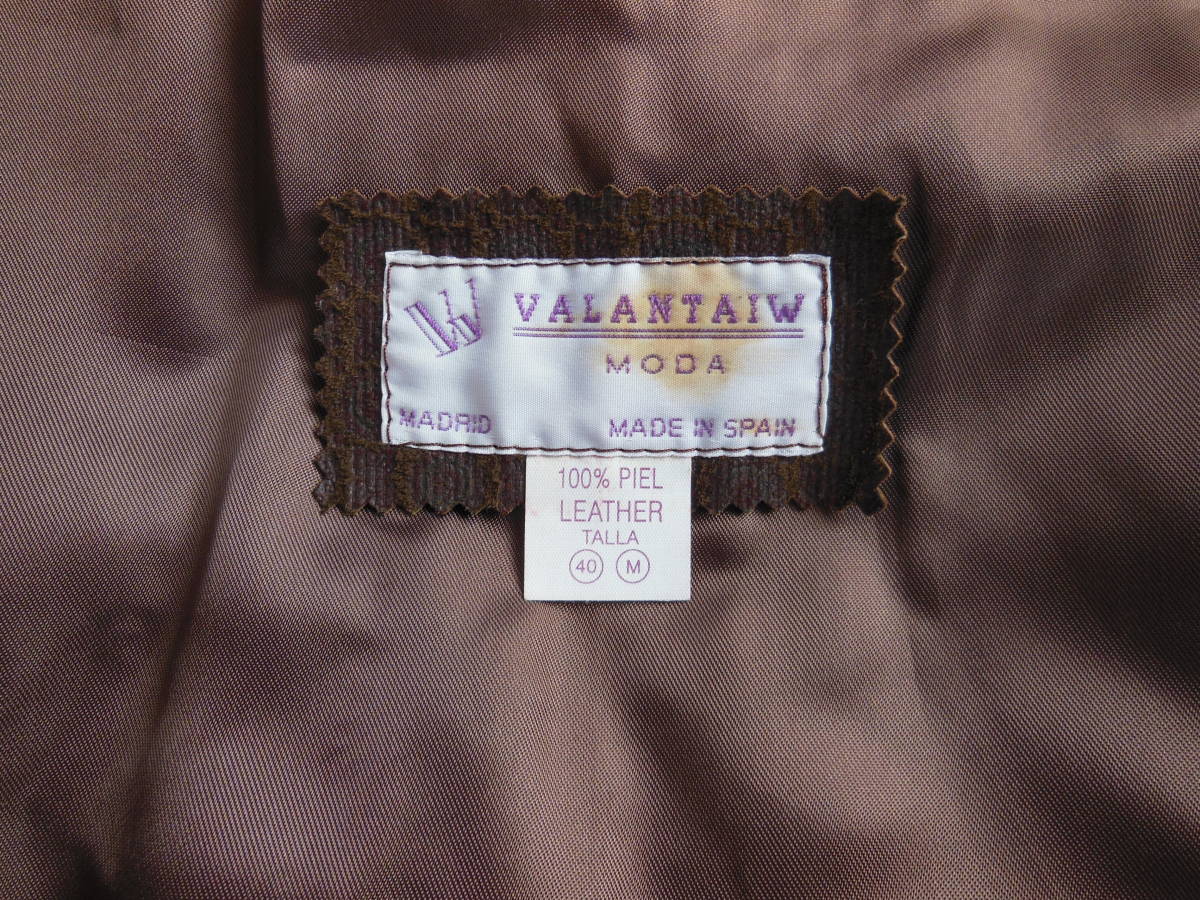 VALANTAIW
MODA
MADRID MADE IN SPAIN
100% PIEL
LEATHER
TALLA
40 M